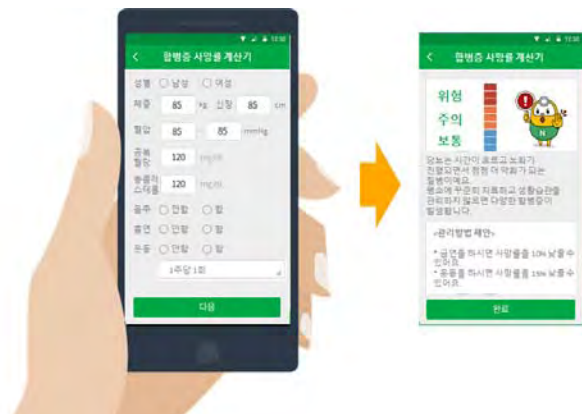 합병증 사망률 계산기
성별 남성 여성
체중 85 kg 신장 85 cm
혈압 85 85 mmHg
공복
혈당 120 mg/dL
콜레
스테롤 120 mg/dL
음주 안함 함
흡연 안함 함
운동 안함 함
1주당 1회
다음
합병증 사망률 계산기
위험
주의
보통
N
당뇨는 시간이 흐르고 노화가
진행되면서 점점 더 악화가 되는
질병이에요.
평소에 꾸준히 치료하고 생활습관을
관리하지 않으면 다양한 합병증이
발생합니다.
<관리방법 제안>
* 금연을 하시면 사망률을 10% 낮출 수
있어요.
* 운동을 하시면 사망률을 15% 낮출 수
있어요.
완료